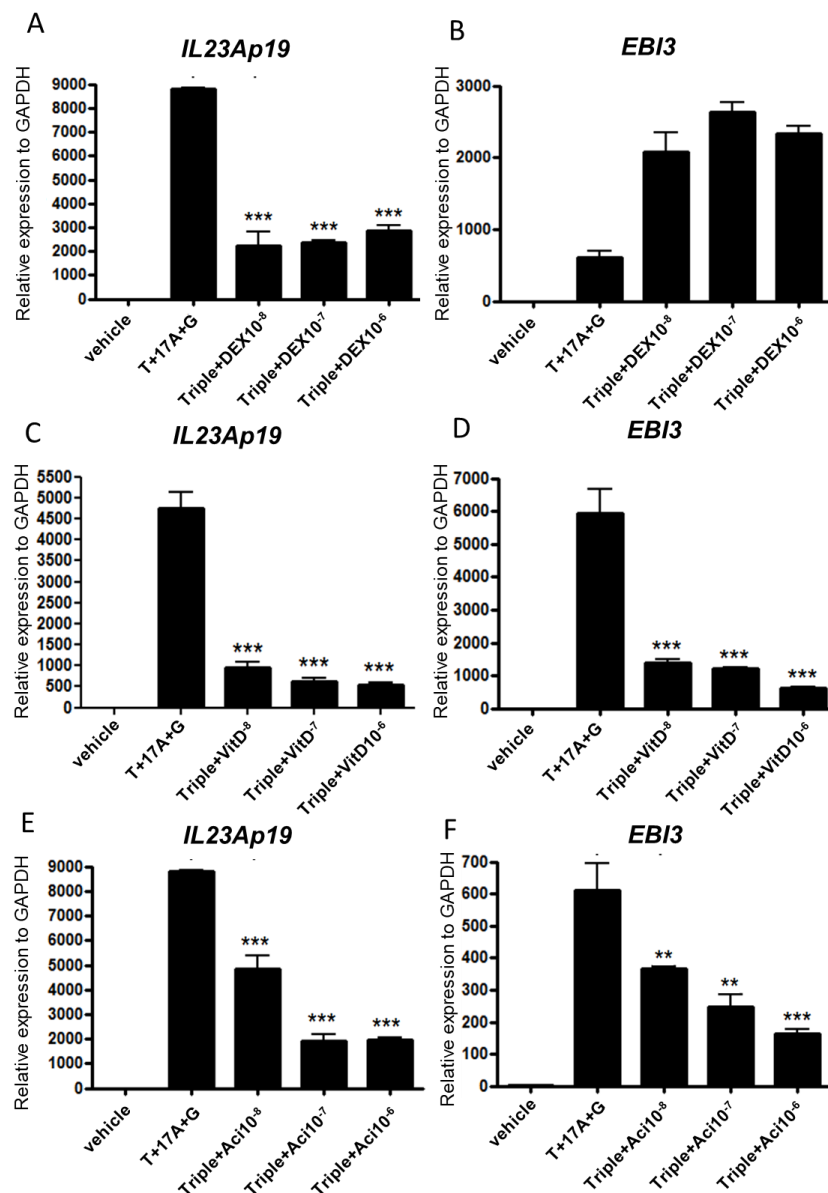 A
IL23Ap19
Relative expression to GAPDH
9000
8000
7000
6000
5000
4000
3000
2000
1000
0
***
***
***
vehicle
T+17A+G
Triple+DEX10-8
Triple+DEX10-7
Triple+DEX10-6
B
EBI3
Relative expression to GAPDH
3000
2000
1000
0
vehicle
T+17A+G
Triple+DEX10-8
Triple+DEX10-7
Triple+DEX10-6
C
IL23Ap19
Relative expression to GAPDH
5500
5000
4500
4000
3500
3000
2500
2000
1500
1000
500
0
***
***
***
vehicle
T+17A+G
Triple+VitD-8
Triple+VitD-7
Triple+VitD10-6
D
EBI3
Relative expression to GAPDH
7000
6000
5000
4000
3000
2000
1000
0
***
***
***
vehicle
T+17A+G
Triple+VitD-8
Triple+VitD-7
Triple+VitD10-6
E
IL23Ap19
Relative expression to GAPDH
9000
8000
7000
6000
5000
4000
3000
2000
1000
0
***
***
***
vehicle
T+17A+G
Triple+Aci10-8
Triple+Aci10-7
Triple+Aci10-6
F
EBI3
Relative expression to GAPDH
700
600
500
400
300
200
100
0
**
**
***
vehicle
T+17A+G
Triple+Aci10-8
Triple+Aci10-7
Triple+Aci10-6